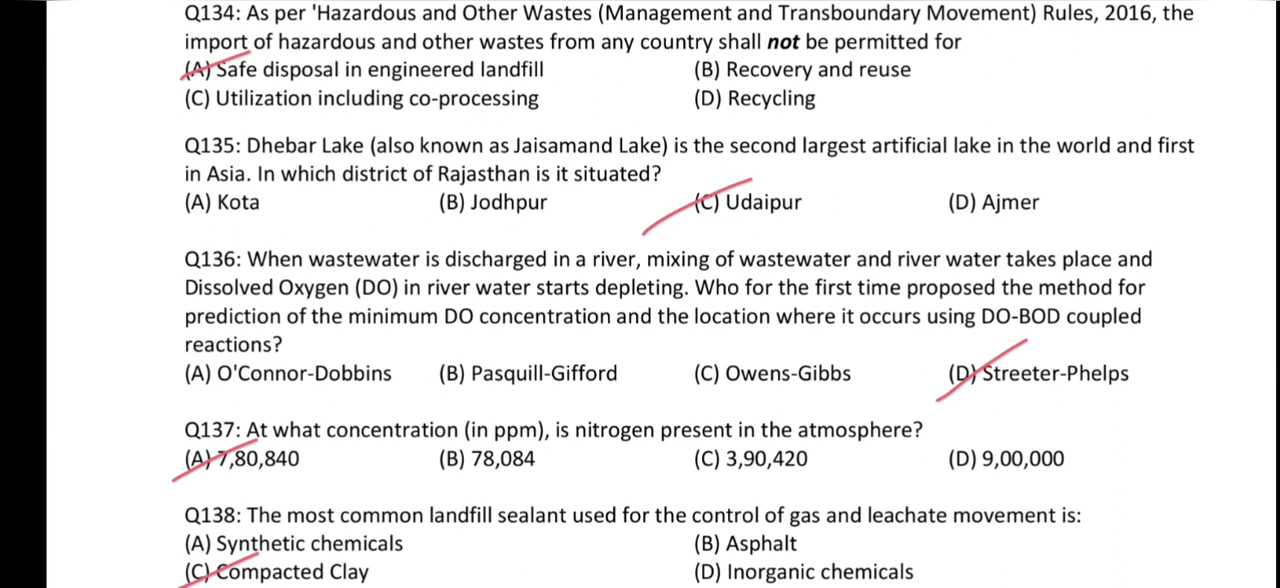 Q134: As per 'Hazardous and Other Wastes (Management and Transboundary Movement) Rules, 2016, the
import of hazardous and other wastes from any country shall not be permitted for
(A) Safe disposal in engineered landfill (B) Recovery and reuse
(C) Utilization including co-processing (D) Recycling
Q135: Dhebar Lake (also known as Jaisamand Lake) is the second largest artificial lake in the world and first
in Asia. In which district of Rajasthan is it situated?
(A) Kota (B) Jodhpur (C) Udaipur (D) Ajmer
Q136: When wastewater is discharged in a river, mixing of wastewater and river water takes place and
Dissolved Oxygen (DO) in river water starts depleting. Who for the first time proposed the method for
prediction of the minimum DO concentration and the location where it occurs using DO-BOD coupled
reactions?
(A) O'Connor-Dobbins (B) Pasquill-Gifford (C) Owens-Gibbs (D) Streeter-Phelps
Q137: At what concentration (in ppm), is nitrogen present in the atmosphere?
(A) 7,80,840 (B) 78,084 (C) 3,90,420 (D) 9,00,000
Q138: The most common landfill sealant used for the control of gas and leachate movement is:
(A) Synthetic chemicals (B) Asphalt
(C) Compacted Clay (D) Inorganic chemicals